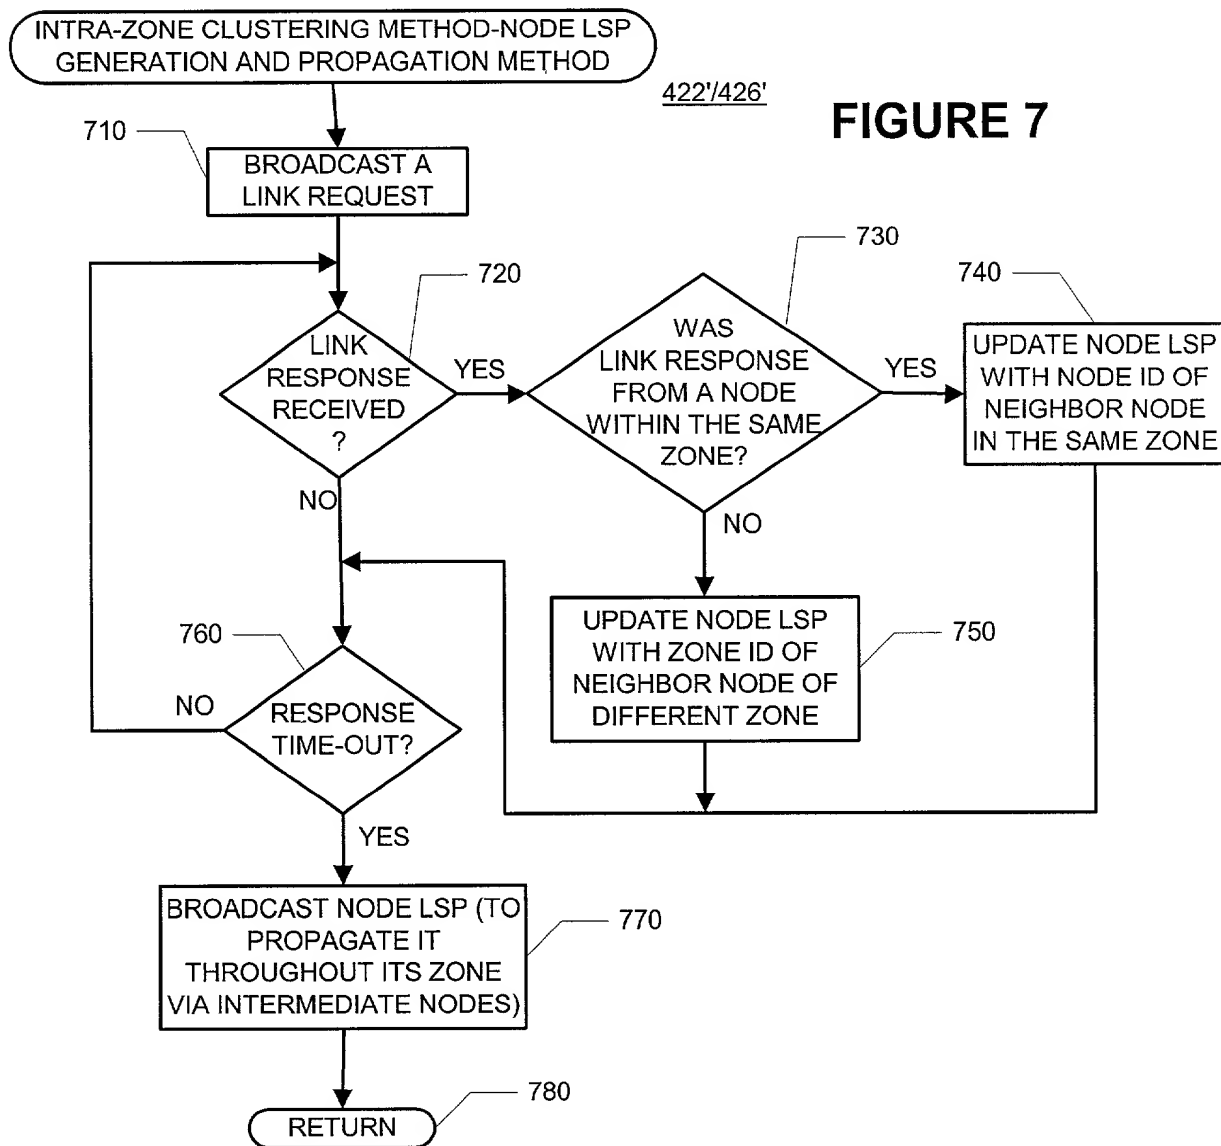 INTRA-ZONE CLUSTERING METHOD-NODE LSP
GENERATION AND PROPAGATION METHOD
422'/426'
FIGURE 7
710
BROADCAST A
LINK REQUEST
720
LINK
RESPONSE
RECEIVED
?
YES
NO
730
WAS
LINK RESPONSE
FROM A NODE
WITHIN THE SAME
ZONE?
YES
NO
740
UPDATE NODE LSP
WITH NODE ID OF
NEIGHBOR NODE
IN THE SAME ZONE
750
UPDATE NODE LSP
WITH ZONE ID OF
NEIGHBOR NODE OF
DIFFERENT ZONE
760
NO
RESPONSE
TIME-OUT?
YES
770
BROADCAST NODE LSP (TO
PROPAGATE IT
THROUGHOUT ITS ZONE
VIA INTERMEDIATE NODES)
780
RETURN